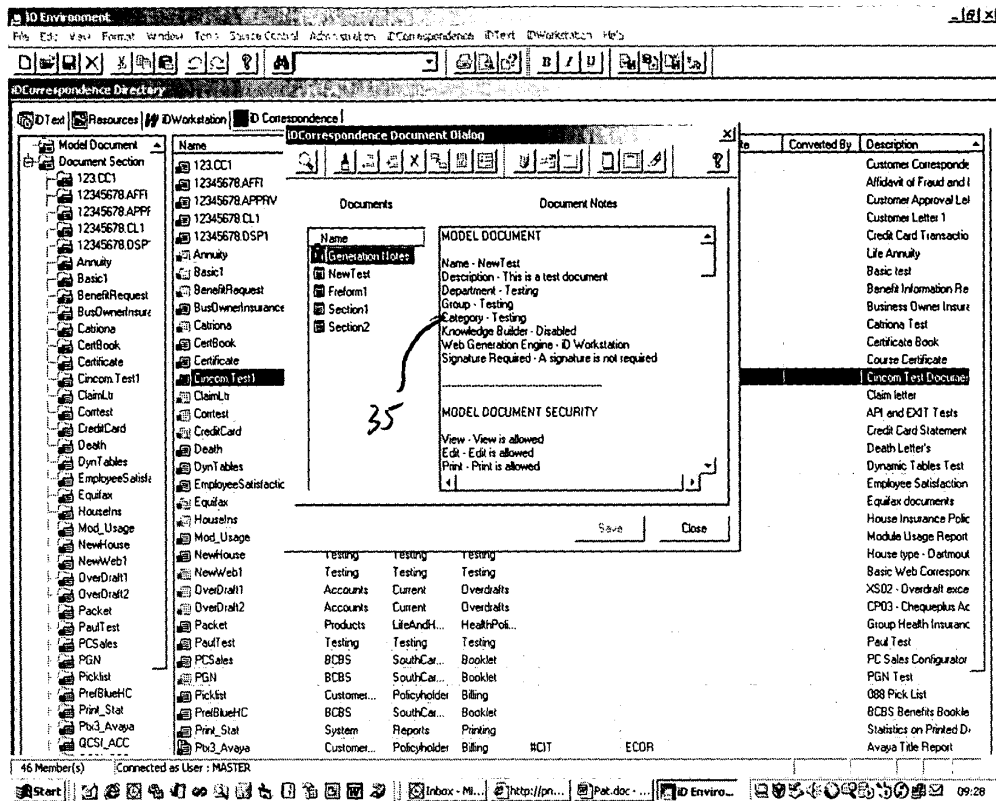 iD Environment
File Edit View Format Window Tools Source Control Administration iDCorrespondence iDText iDWorkstation Help
B I U
iDCorrespondence Directory
iDText Resources iDWorkstation iD Correspondence
Model Document
Document Section
123.CC1
12345678.AFFI
12345678.APPF
12345678.CL1
12345678.DSP
Annuity
Basic1
BenefitRequest
BusOwnerInsura
Catriona
CertBook
Certificate
Cincom.Test1
ClaimLtr
Comtest
CreditCard
Death
DynTables
EmployeeSatisfa
Equifax
HouseIns
Mod_Usage
NewHouse
NewWeb1
OverDraft1
OverDraft2
Packet
PaulTest
PCSales
PGN
Picklist
PrefBlueHC
Print_Stat
Ptx3_Avaya
QCSI_ACC
Name Converted By Description
123.CC1 Customer Corresponde
12345678.AFFI Affidavit of Fraud and
12345678.APPRV Customer Approval Let
12345678.CL1 Customer Letter 1
12345678.DSP1 Credit Card Transactio
Annuity Life Annuity
Basic1 Basic test
BenefitRequest Benefit Information Re
BusOwnerInsurance Business Owner Insura
Catriona Catriona Test
CertBook Certificate Book
Certificate Course Certificate
Cincom.Test1 Cincom Test Documen
ClaimLtr Claim letter
Comtest API and EXIT Tests
CreditCard Credit Card Statement
Death Death Letter's
DynTables Dynamic Tables Test
EmployeeSatisfactic Employee Satisfaction
Equifax Equifax documents
HouseIns House Insurance Polic
Mod_Usage Module Usage Report
NewHouse Testing Testing Testing House type - Dartmout
NewWeb1 Testing Testing Testing Basic Web Correspon
OverDraft1 Accounts Current Overdrafts XS02 - Overdraft exce
OverDraft2 Accounts Current Overdrafts CP03 - Chequeplus Ac
Packet Products LifeAndH... HealthPoli... Group Health Insuranc
PaulTest Testing Testing Testing Paul Test
PCSales BCBS SouthCar... Booklet PC Sales Configurator
PGN BCBS SouthCar... Booklet PGN Test
Picklist Customer... Policyholder Billing 088 Pick List
PrefBlueHC BCBS SouthCar... Booklet BCBS Benefits Bookle
Print_Stat System Reports Printing Statistics on Printed D
Ptx3_Avaya Customer... Policyholder Billing #CIT ECOR Avaya Title Report
iDCorrespondence Document Dialog
Documents
Name
Generation Notes
NewTest
Freform1
Section1
Section2
Document Notes
MODEL DOCUMENT
Name - NewTest
Description - This is a test document
Department - Testing
Group - Testing
Category - Testing
Knowledge Builder - Disabled
Web Generation Engine - iD Workstation
Signature Required - A signature is not required
MODEL DOCUMENT SECURITY
View - View is allowed
Edit - Edit is allowed
Print - Print is allowed
35
Save Close
46 Member(s) Connected as User : MASTER
Start Inbox - Mi... http://pn... Pat.doc - ... iD Enviro... 09:28